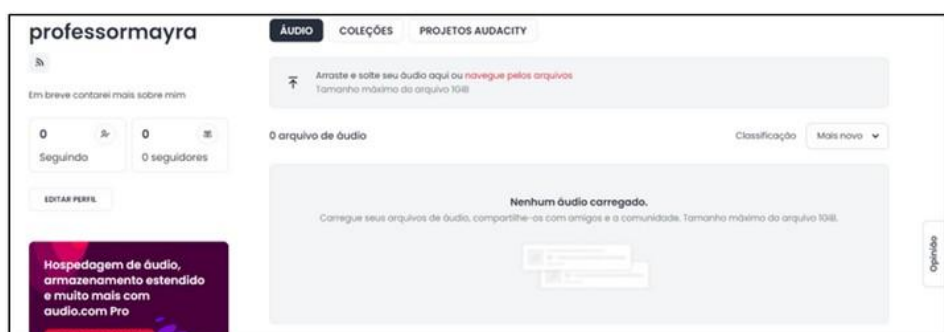 professormayra
Em breve contarei mais sobre mim
0
Seguindo
0
0 seguidores
EDITAR PERFIL
Hospedagem de áudio,
armazenamento estendido
e muito mais com
audio.com Pro
ÁUDIO
COLEÇÕES
PROJETOS AUDACITY
Arraste e solte seu áudio aqui ou navegue pelos arquivos
Tamanho máximo do arquivo 1GiB
0 arquivo de áudio
Classificação
Mais novo
Nenhum áudio carregado.
Carregue seus arquivos de áudio, compartilhe-os com amigos e a comunidade. Tamanho máximo do arquivo 1GiB.
Opinião